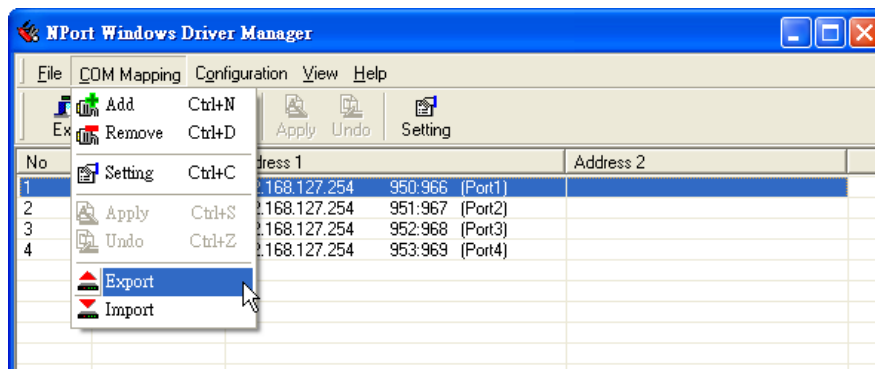 NPort Windows Driver Manager
File COM Mapping Configuration View Help
Add Ctrl+N
Remove Ctrl+D
Setting Ctrl+C
Apply Ctrl+S
Undo Ctrl+Z
Export
Import
Ex Apply Undo Setting
No dress 1 Address 2
1 2.168.127.254 950:966 (Port1)
2 2.168.127.254 951:967 (Port2)
3 2.168.127.254 952:968 (Port3)
4 2.168.127.254 953:969 (Port4)